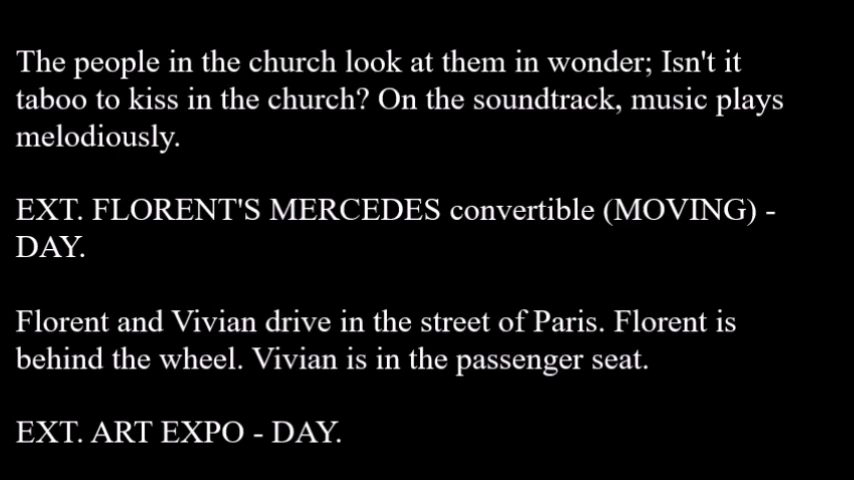 The people in the church look at them in wonder; Isn't it
taboo to kiss in the church? On the soundtrack, music plays
melodiously.
EXT. FLORENT'S MERCEDES convertible (MOVING) -
DAY.
Florent and Vivian drive in the street of Paris. Florent is
behind the wheel. Vivian is in the passenger seat.
EXT. ART EXPO - DAY.